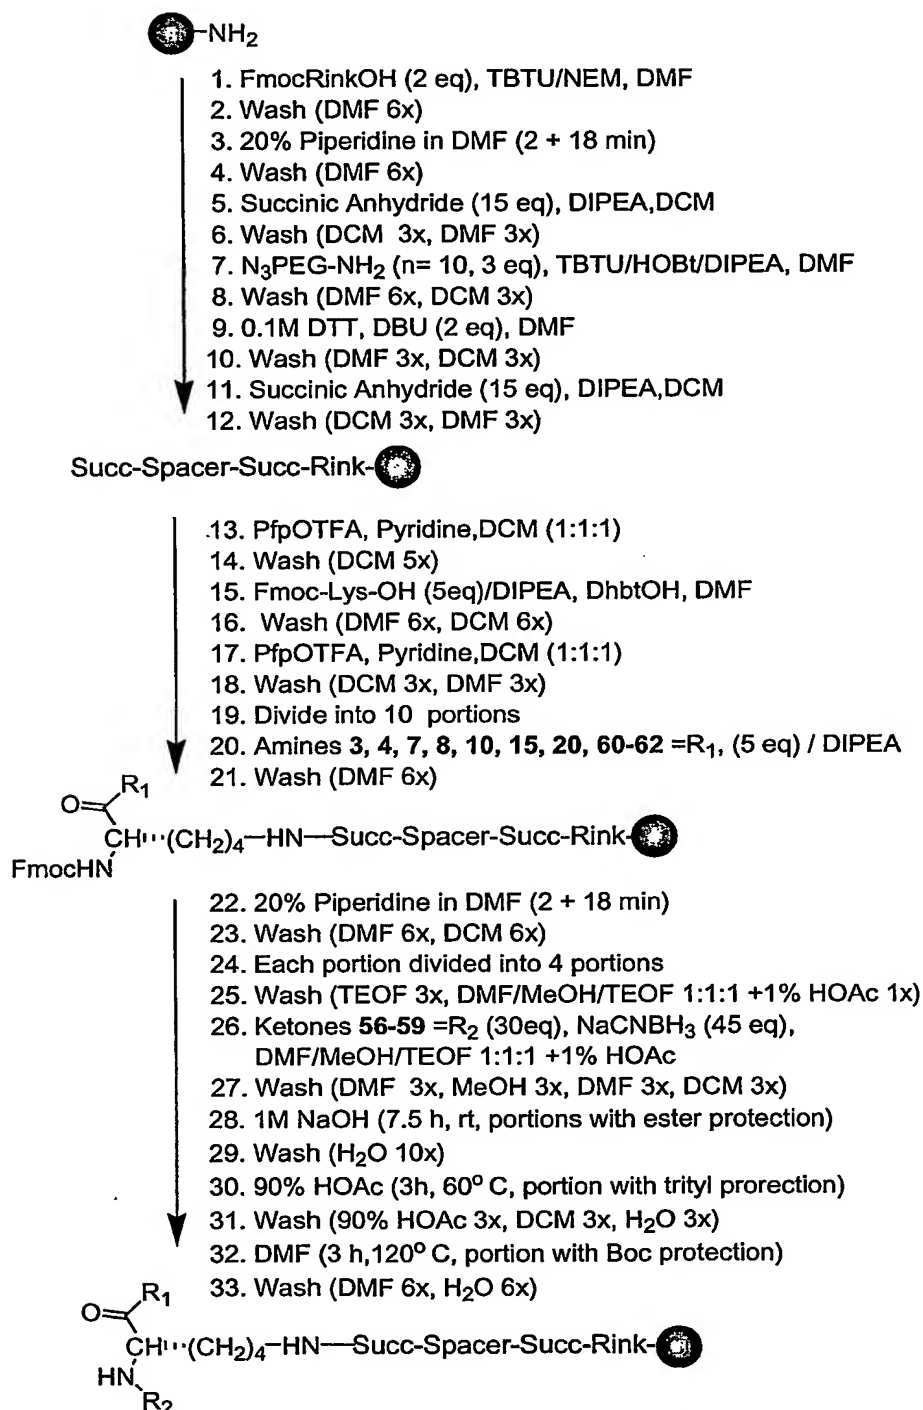 -NH2
1. FmocRinkOH (2 eq), TBTU/NEM, DMF
2. Wash (DMF 6x)
3. 20% Piperidine in DMF (2 + 18 min)
4. Wash (DMF 6x)
5. Succinic Anhydride (15 eq), DIPEA,DCM
6. Wash (DCM 3x, DMF 3x)
7. N3PEG-NH2 (n= 10, 3 eq), TBTU/HOBt/DIPEA, DMF
8. Wash (DMF 6x, DCM 3x)
9. 0.1M DTT, DBU (2 eq), DMF
10. Wash (DMF 3x, DCM 3x)
11. Succinic Anhydride (15 eq), DIPEA,DCM
12. Wash (DCM 3x, DMF 3x)
Succ-Spacer-Succ-Rink-
13. PfpOTFA, Pyridine,DCM (1:1:1)
14. Wash (DCM 5x)
15. Fmoc-Lys-OH (5eq)/DIPEA, DhbtOH, DMF
16. Wash (DMF 6x, DCM 6x)
17. PfpOTFA, Pyridine,DCM (1:1:1)
18. Wash (DCM 3x, DMF 3x)
19. Divide into 10 portions
20. Amines 3, 4, 7, 8, 10, 15, 20, 60-62 =R1, (5 eq) / DIPEA
21. Wash (DMF 6x)
O R1
CH(CH2)4-HN-Succ-Spacer-Succ-Rink-
FmocHN
22. 20% Piperidine in DMF (2 + 18 min)
23. Wash (DMF 6x, DCM 6x)
24. Each portion divided into 4 portions
25. Wash (TEOF 3x, DMF/MeOH/TEOF 1:1:1 +1% HOAc 1x)
26. Ketones 56-59 =R2 (30eq), NaCNBH3 (45 eq),
DMF/MeOH/TEOF 1:1:1 +1% HOAc
27. Wash (DMF 3x, MeOH 3x, DMF 3x, DCM 3x)
28. 1M NaOH (7.5 h, rt, portions with ester protection)
29. Wash (H2O 10x)
30. 90% HOAc (3h, 60° C, portion with trityl prorection)
31. Wash (90% HOAc 3x, DCM 3x, H2O 3x)
32. DMF (3 h,120° C, portion with Boc protection)
33. Wash (DMF 6x, H2O 6x)
O R1
CH(CH2)4-HN-Succ-Spacer-Succ-Rink-
HN
R2